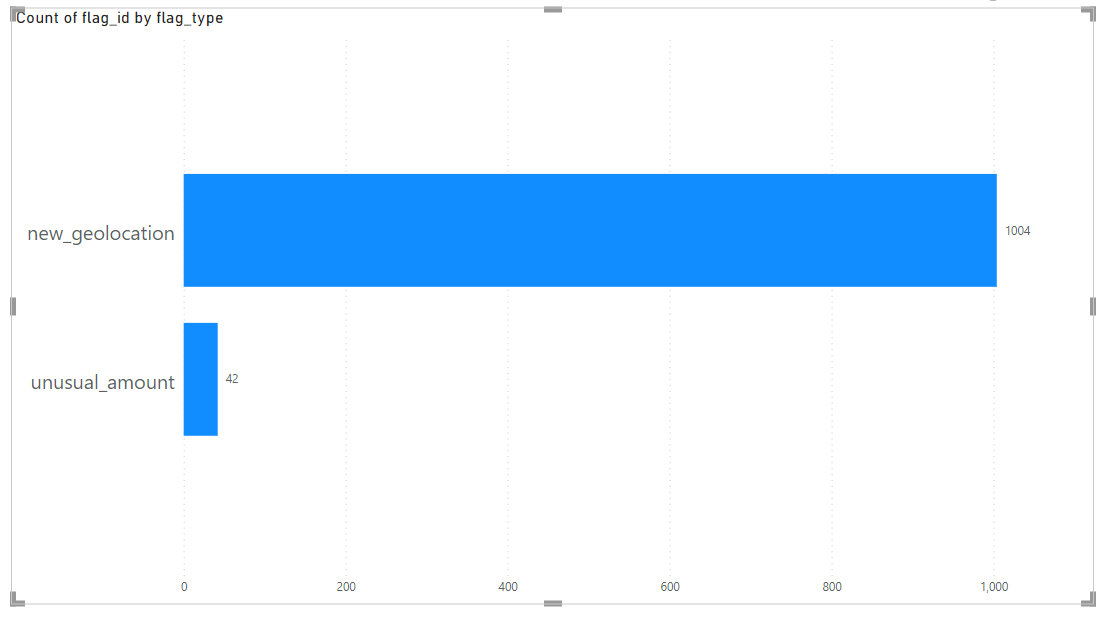 Count of flag_id by flag_type
new_geolocation 1004
unusual_amount 42
0 200 400 600 800 1,000